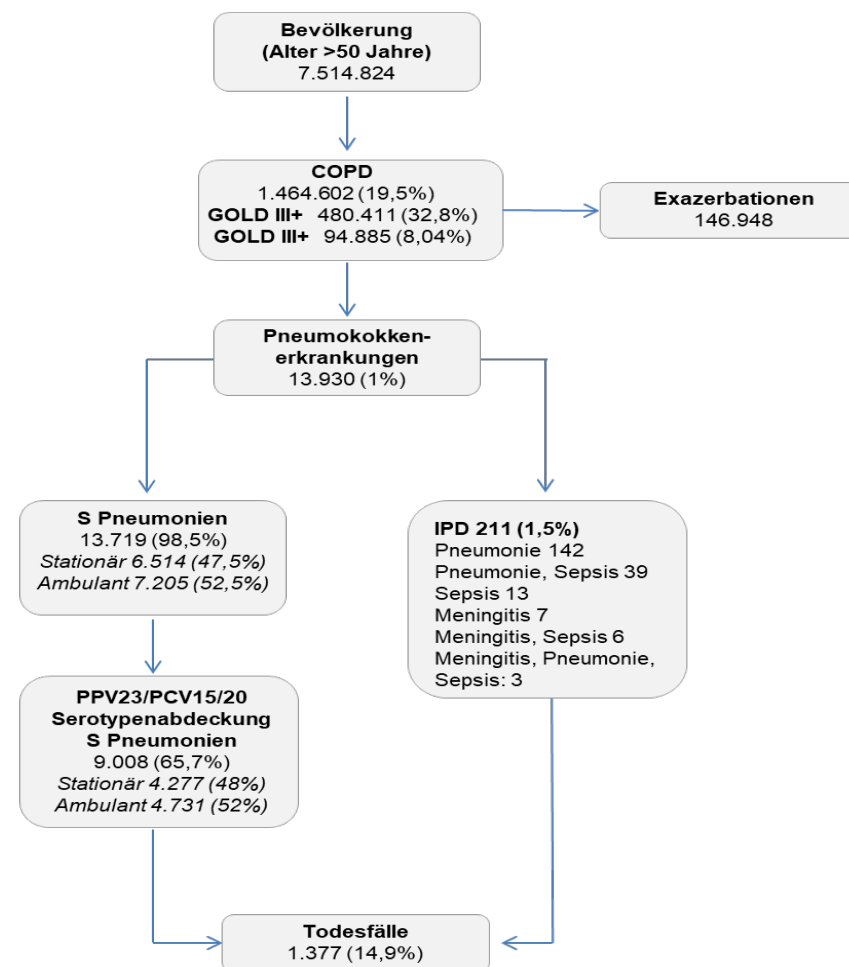 Bevölkerung
(Alter >50 Jahre)
7.514.824
COPD
1.464.602 (19,5%)
GOLD III+ 480.411 (32,8%)
GOLD III+ 94.885 (8,04%)
Exazerbationen
146.948
Pneumokokken-
erkrankungen
13.930 (1%)
S Pneumonien
13.719 (98,5%)
Stationär 6.514 (47,5%)
Ambulant 7.205 (52,5%)
IPD 211 (1,5%)
Pneumonie 142
Pneumonie, Sepsis 39
Sepsis 13
Meningitis 7
Meningitis, Sepsis 6
Meningitis, Pneumonie,
Sepsis: 3
PPV23/PCV15/20
Serotypenabdeckung
S Pneumonien
9.008 (65,7%)
Stationär 4.277 (48%)
Ambulant 4.731 (52%)
Todesfälle
1.377 (14,9%)